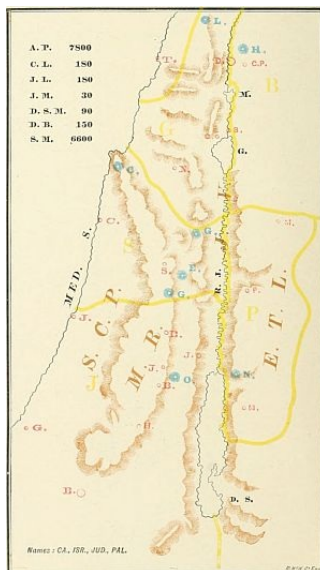 A. P. 7800
C. L. 180
J. L. 180
J. M. 30
D. S. M. 90
D. B. 150
S. M. 6600
L.
H.
T.
D.
C.P.
B
M.
G
S.
G.
N.
C.
C.
S
G.
MED. S.
S.
E.
G.
R. J.
P.
P
E. T. L.
J.
S. C. P.
M. R.
B.
J.
J.
J
B.
O.
N.
H.
G.
B.
D. S.
Names: CA., ISR., JUD., PAL.